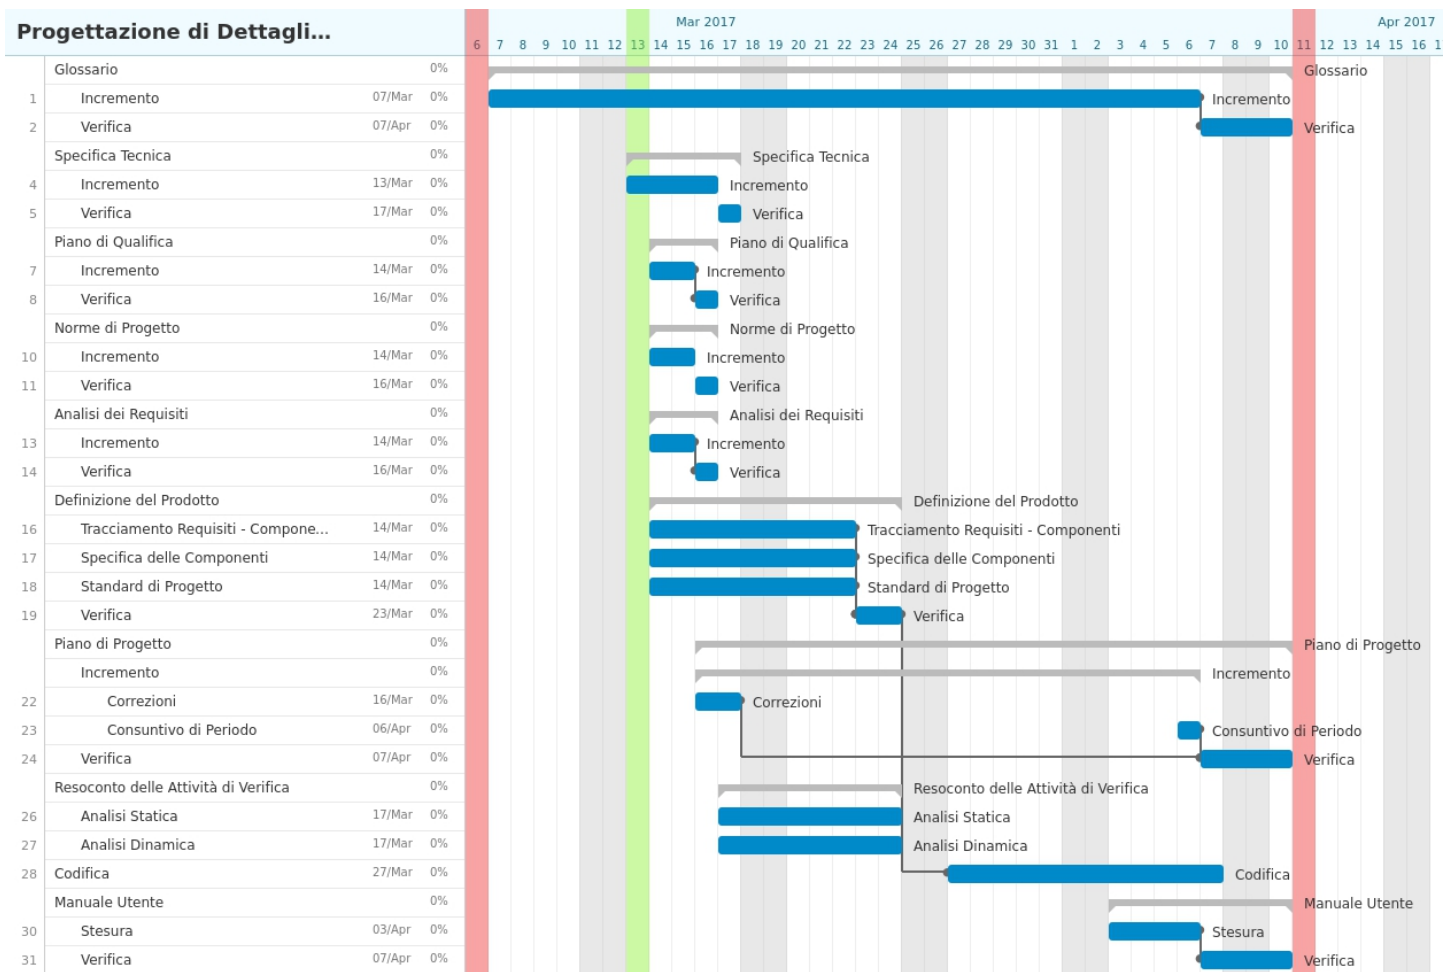 Progettazione di Dettagli...
Mar 2017 Apr 2017
6 7 8 9 10 11 12 13 14 15 16 17 18 19 20 21 22 23 24 25 26 27 28 29 30 31 1 2 3 4 5 6 7 8 9 10 11 12 13 14 15 16 1
Glossario 0% Glossario
1 Incremento 07/Mar 0% Incremento
2 Verifica 07/Apr 0% Verifica
Specifica Tecnica 0% Specifica Tecnica
4 Incremento 13/Mar 0% Incremento
5 Verifica 17/Mar 0% Verifica
Piano di Qualifica 0% Piano di Qualifica
7 Incremento 14/Mar 0% Incremento
8 Verifica 16/Mar 0% Verifica
Norme di Progetto 0% Norme di Progetto
10 Incremento 14/Mar 0% Incremento
11 Verifica 16/Mar 0% Verifica
Analisi dei Requisiti 0% Analisi dei Requisiti
13 Incremento 14/Mar 0% Incremento
14 Verifica 16/Mar 0% Verifica
Definizione del Prodotto 0% Definizione del Prodotto
16 Tracciamento Requisiti - Compone... 14/Mar 0% Tracciamento Requisiti - Componenti
17 Specifica delle Componenti 14/Mar 0% Specifica delle Componenti
18 Standard di Progetto 14/Mar 0% Standard di Progetto
19 Verifica 23/Mar 0% Verifica
Piano di Progetto 0% Piano di Progetto
Incremento 0% Incremento
22 Correzioni 16/Mar 0% Correzioni
23 Consuntivo di Periodo 06/Apr 0% Consuntivo di Periodo
24 Verifica 07/Apr 0% Verifica
Resoconto delle Attività di Verifica 0% Resoconto delle Attività di Verifica
26 Analisi Statica 17/Mar 0% Analisi Statica
27 Analisi Dinamica 17/Mar 0% Analisi Dinamica
28 Codifica 27/Mar 0% Codifica
Manuale Utente 0% Manuale Utente
30 Stesura 03/Apr 0% Stesura
31 Verifica 07/Apr 0% Verifica